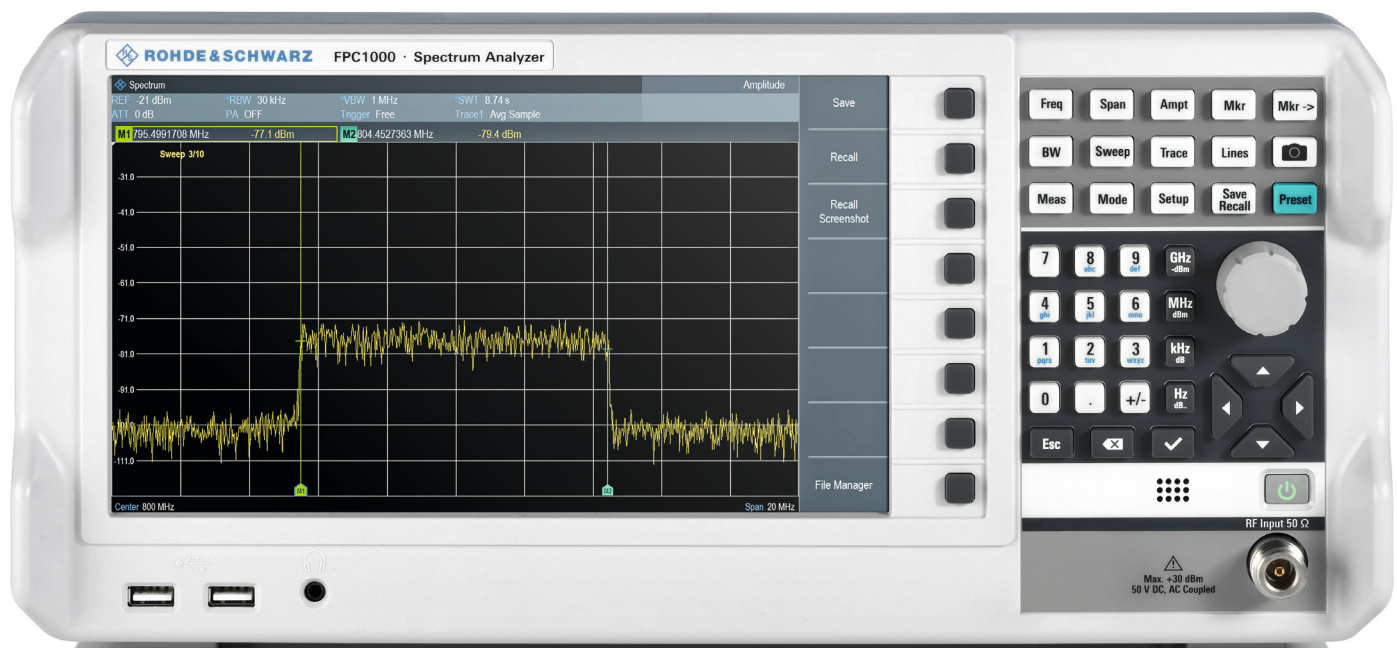 ROHDE&SCHWARZ FPC1000 · Spectrum Analyzer
Spectrum Amplitude
REF -21 dBm °RBW 30 kHz °VBW 1 MHz °SWT 8.74 s
ATT 0 dB PA OFF Trigger Free Trace1 Avg Sample
M1 795.4991708 MHz -77.1 dBm M2 804.4527363 MHz -79.4 dBm
Sweep 3/10
-31.0
-41.0
-51.0
-61.0
-71.0
-81.0
-91.0
-111.0
M1 M2
Center 800 MHz Span 20 MHz
Save
Recall
Recall
Screenshot
File Manager
Freq Span Ampt Mkr Mkr ->
BW Sweep Trace Lines
Meas Mode Setup Save Recall Preset
7 8 abc 9 def GHz -dBm
4 ghi 5 jkl 6 mno MHz dBm
1 pqrs 2 tuv 3 wxyz kHz dB
0 . +/- Hz dB..
Esc
RF Input 50 Ω
Max. +30 dBm
50 V DC, AC Coupled